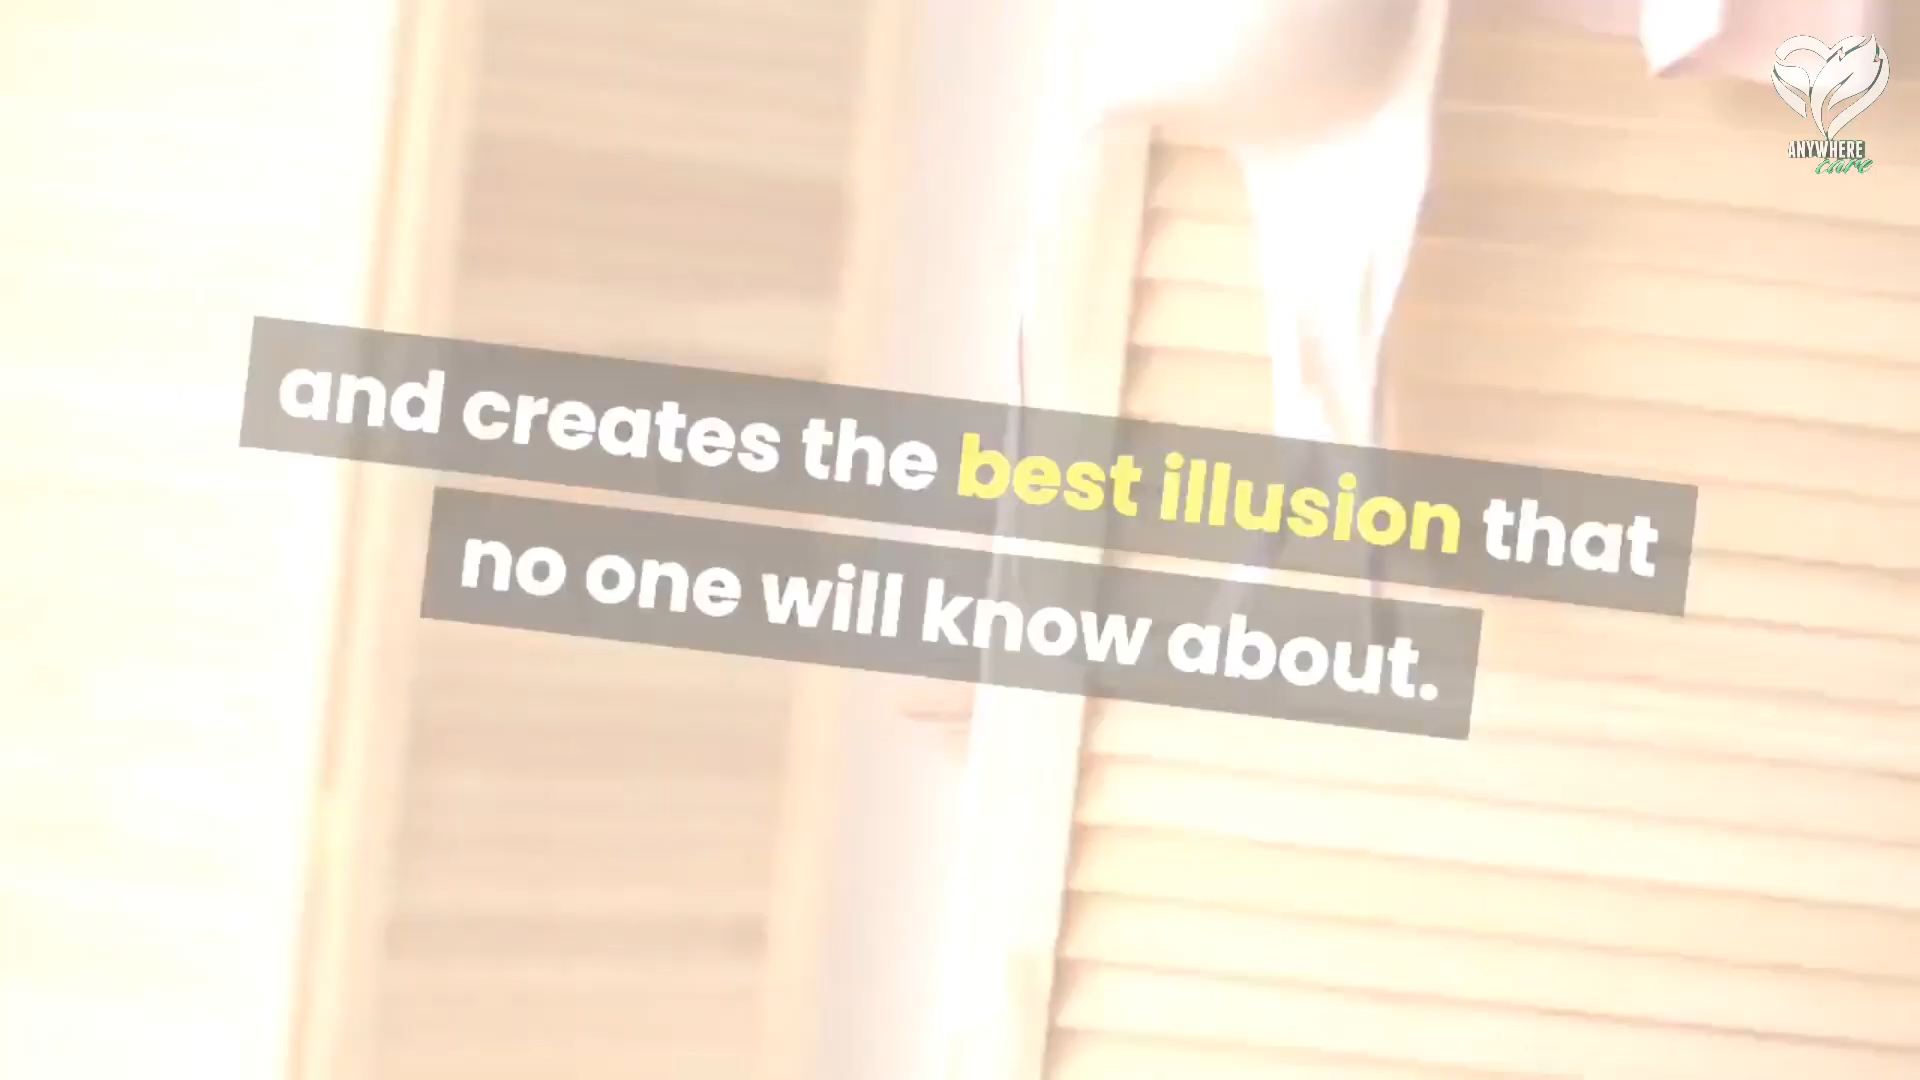 ANYWHERE
care
and creates the best illusion that
no one will know about.